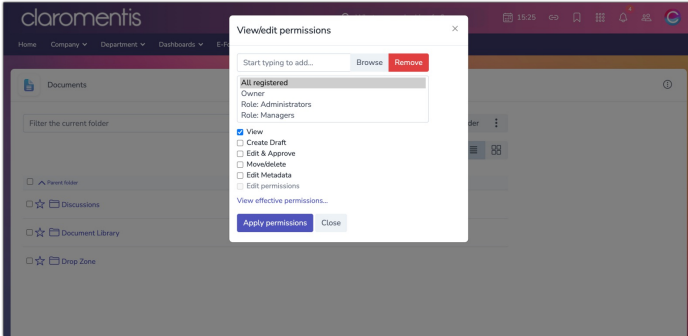 claromentis
15:25
Home Company Department Dashboards
View/edit permissions
Start typing to add...
Browse
Remove
All registered
Owner
Role: Administrators
Role: Managers
View
Create Draft
Edit & Approve
Move/delete
Edit Metadata
Edit permissions
View effective permissions...
Apply permissions
Close
Documents
Filter the current folder
Parent folder
Discussions
Document Library
Drop Zone